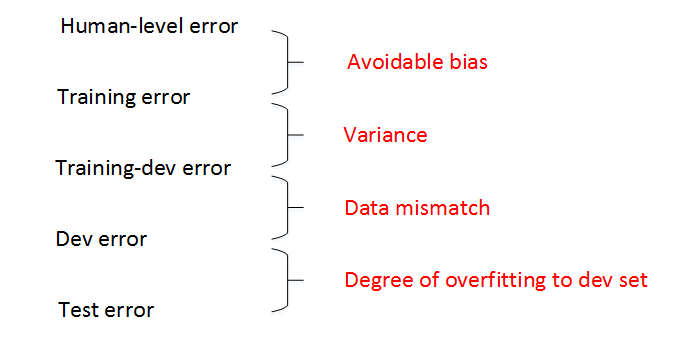 Human-level error
Avoidable bias
Training error
Variance
Training-dev error
Data mismatch
Dev error
Degree of overfitting to dev set
Test error